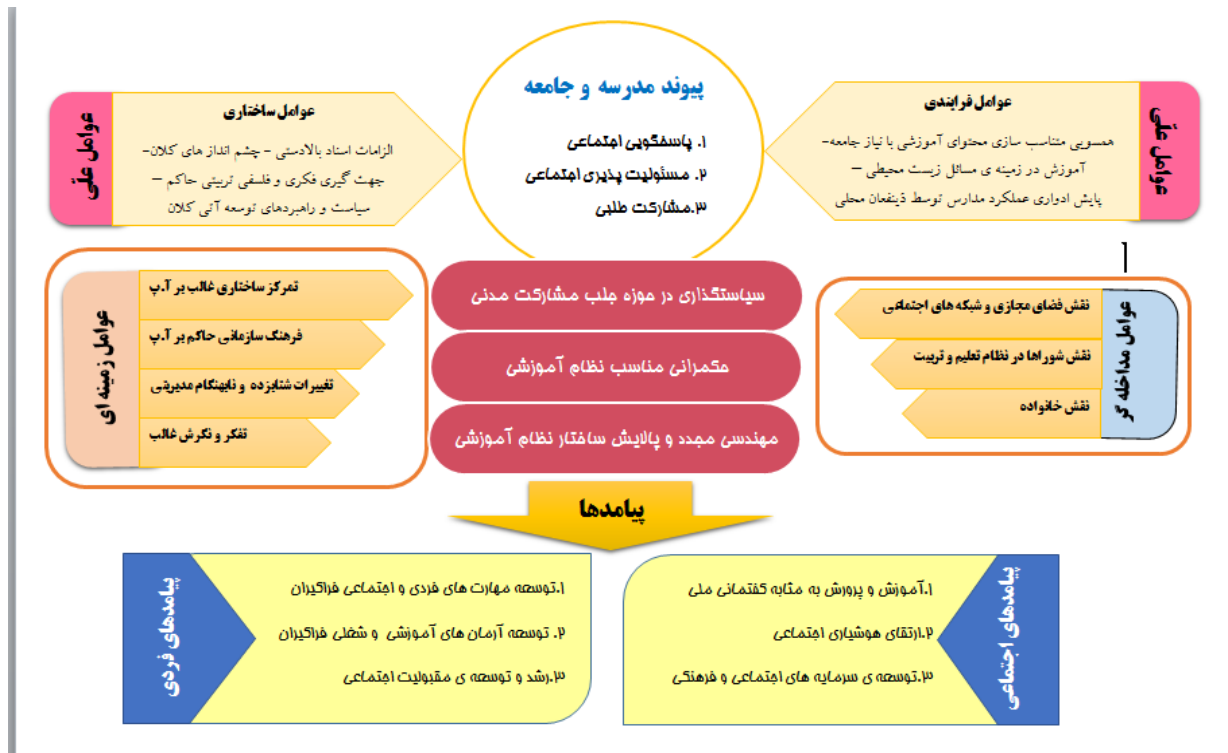 پیوند مدرسه و جامعه
۱. پاسخگویی اجتماعی
۲. مسئولیت پذیری اجتماعی
۳.مشارکت طلبی
عوامل علّی
عوامل فرایندی
همسویی متناسب سازی محتوای آموزشی با نیاز جامعه-
آموزش در زمینه ی مسائل زیست محیطی –
پایش ادواری عملکرد مدارس توسط ذینفعان محلی
عوامل علّی
عوامل ساختاری
الزامات اسناد بالادستی - چشم انداز های کلان-
جهت گیری فکری و فلسفی تربیتی حاکم –
سیاست و راهبردهای توسعه آتی کلان
عوامل مداخله گر
نقش فضای مجازی و شبکه های اجتماعی
نقش شوراها در نظام تعلیم و تربیت
نقش خانواده
سیاستگذاری در حوزه جلب مشارکت مدنی
حکمرانی مناسب نظام آموزشی
مهندسی مجدد و پالایش ساختار نظام آموزشی
عوامل زمینه ای
تمرکز ساختاری غالب بر آ.پ
فرهنگ سازمانی حاکم بر آ.پ
تغییرات شتابزده و نابهنگام مدیریتی
تفکر و نگرش غالب
پیامدها
پیامدهای اجتماعی
۱.آموزش و پرورش به مثابه گفتمانی ملی
۲.ارتقای هوشیاری اجتماعی
۳.توسعه ی سرمایه های اجتماعی و فرهنگی
پیامدهای فردی
۱.توسعه مهارت های فردی و اجتماعی فراگیران
۲. توسعه آرمان های آموزشی و شغلی فراگیران
۳.رشد و توسعه ی مقبولیت اجتماعی